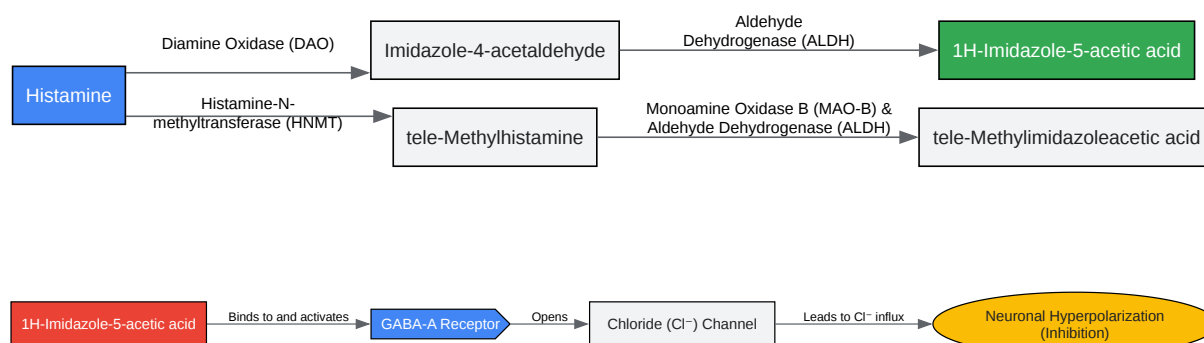 Diamine Oxidase (DAO)
Aldehyde
Dehydrogenase (ALDH)
Imidazole-4-acetaldehyde
1H-Imidazole-5-acetic acid
Histamine
Histamine-N-
methyltransferase (HNMT)
Monoamine Oxidase B (MAO-B) &
Aldehyde Dehydrogenase (ALDH)
tele-Methylhistamine
tele-Methylimidazoleacetic acid
1H-Imidazole-5-acetic acid
Binds to and activates
GABA-A Receptor
Opens
Chloride (Cl⁻) Channel
Leads to Cl⁻ influx
Neuronal Hyperpolarization
(Inhibition)